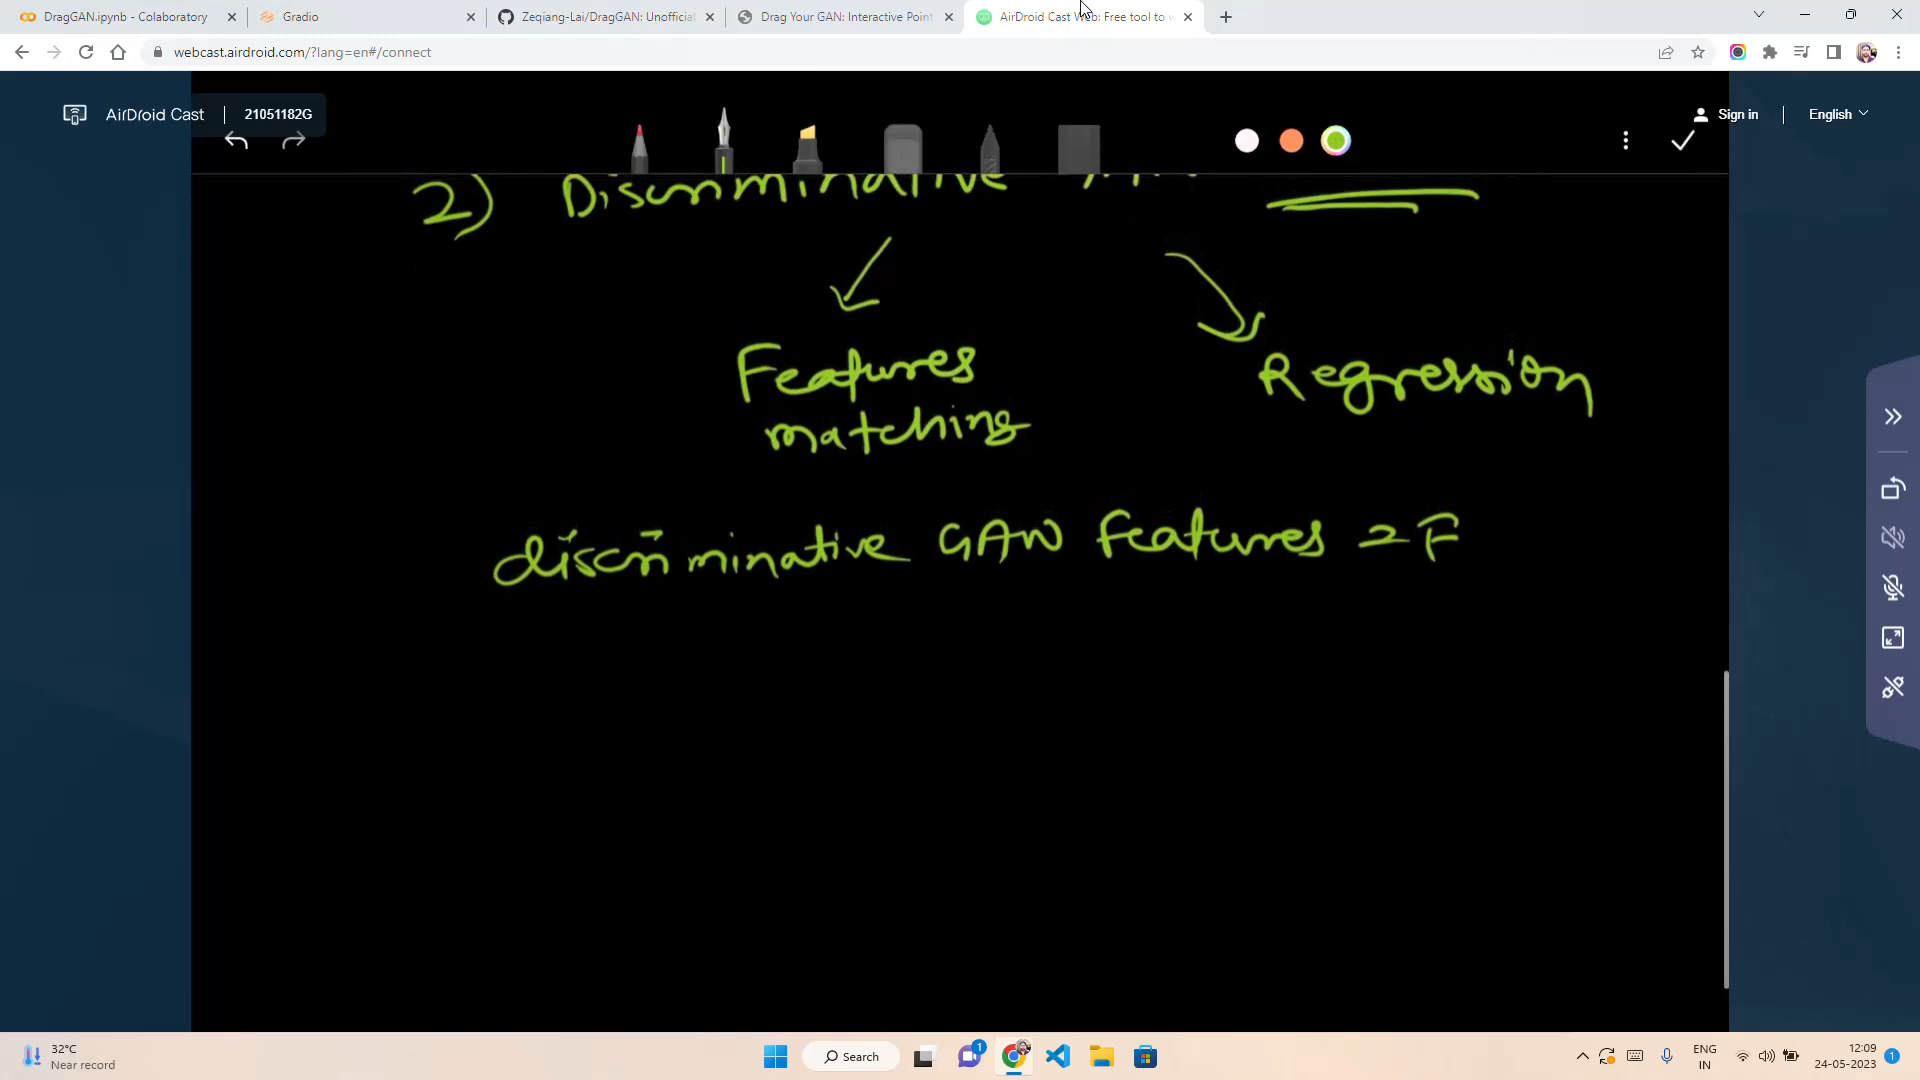 DragGAN.ipynb - Colaboratory
Gradio
Zeqiang-Lai/DragGAN: Unofficial
Drag Your GAN: Interactive Point
AirDroid Cast Web: Free tool to
webcast.airdroid.com/?lang=en#/connect
AirDroid Cast
21051182G
Sign in
English
2) Discriminative
Features
matching
Regression
discriminative GAN Features = F
32°C
Near record
Search
1
ENG
IN
12:09
24-05-2023
1